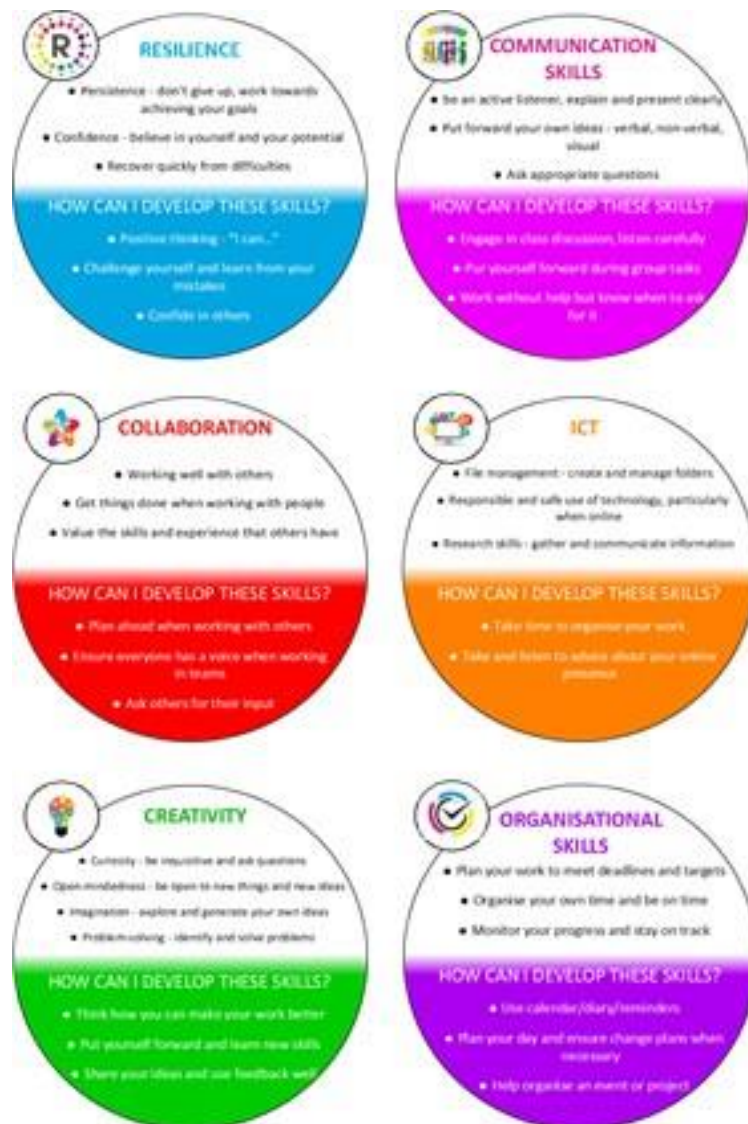 R
RESILIENCE
• Persistence - don't give up, work towards
achieving your goals
• Confidence - believe in yourself and your potential
• Recover quickly from difficulties
HOW CAN I DEVELOP THESE SKILLS?
• Positive thinking - "I can…"
• Challenge yourself and learn from your
mistakes
• Confide in others
COMMUNICATION
SKILLS
• be an active listener, explain and present clearly
• Put forward your own ideas - verbal, non-verbal,
visual
• Ask appropriate questions
HOW CAN I DEVELOP THESE SKILLS?
• Engage in class discussion, listen carefully
• Put yourself forward during group tasks
• Work without help but know when to ask
for it
COLLABORATION
• Working well with others
• Get things done when working with people
• Value the skills and experience that others have
HOW CAN I DEVELOP THESE SKILLS?
• Plan ahead when working with others
• Ensure everyone has a voice when working
in teams
• Ask others for their input
ICT
• File management - create and manage folders
• Responsible and safe use of technology, particularly
when online
• Research skills - gather and communicate information
HOW CAN I DEVELOP THESE SKILLS?
• Take time to organise your work
• Take and listen to advice about your online
presence
CREATIVITY
• Curiosity - be inquisitive and ask questions
• Open mindedness - be open to new things and new ideas
• Imagination - explore and generate your own ideas
• Problem solving - identify and solve problems
HOW CAN I DEVELOP THESE SKILLS?
• Think how you can make your work better
• Put yourself forward and learn new skills
• Share your ideas and use feedback well
ORGANISATIONAL
SKILLS
• Plan your work to meet deadlines and targets
• Organise your own time and be on time
• Monitor your progress and stay on track
HOW CAN I DEVELOP THESE SKILLS?
• Use calendar/diary/reminders
• Plan your day and ensure change plans when
necessary
• Help organise an event or project